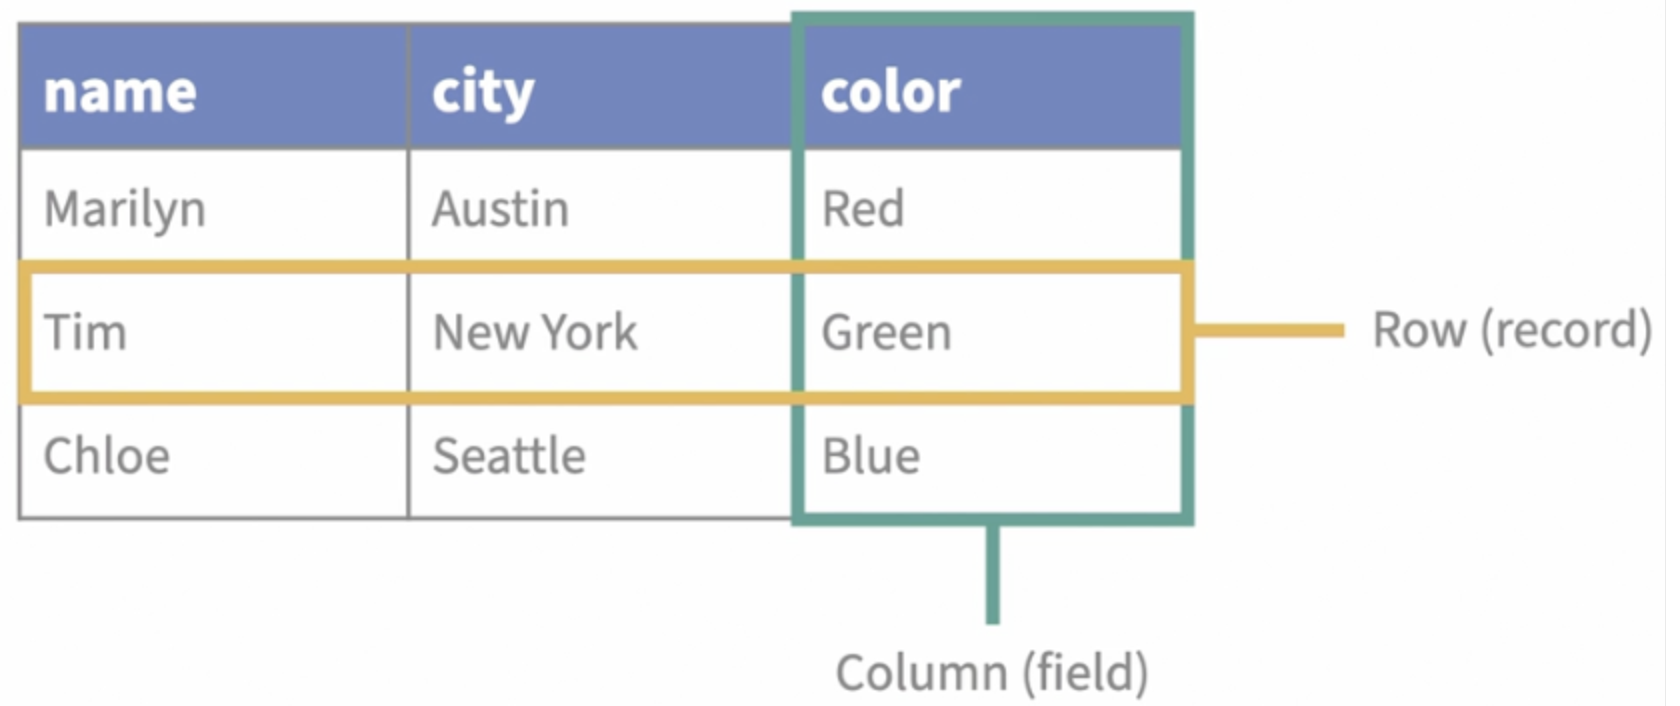 name city color
Marilyn Austin Red
Tim New York Green Row (record)
Chloe Seattle Blue
Column (field)